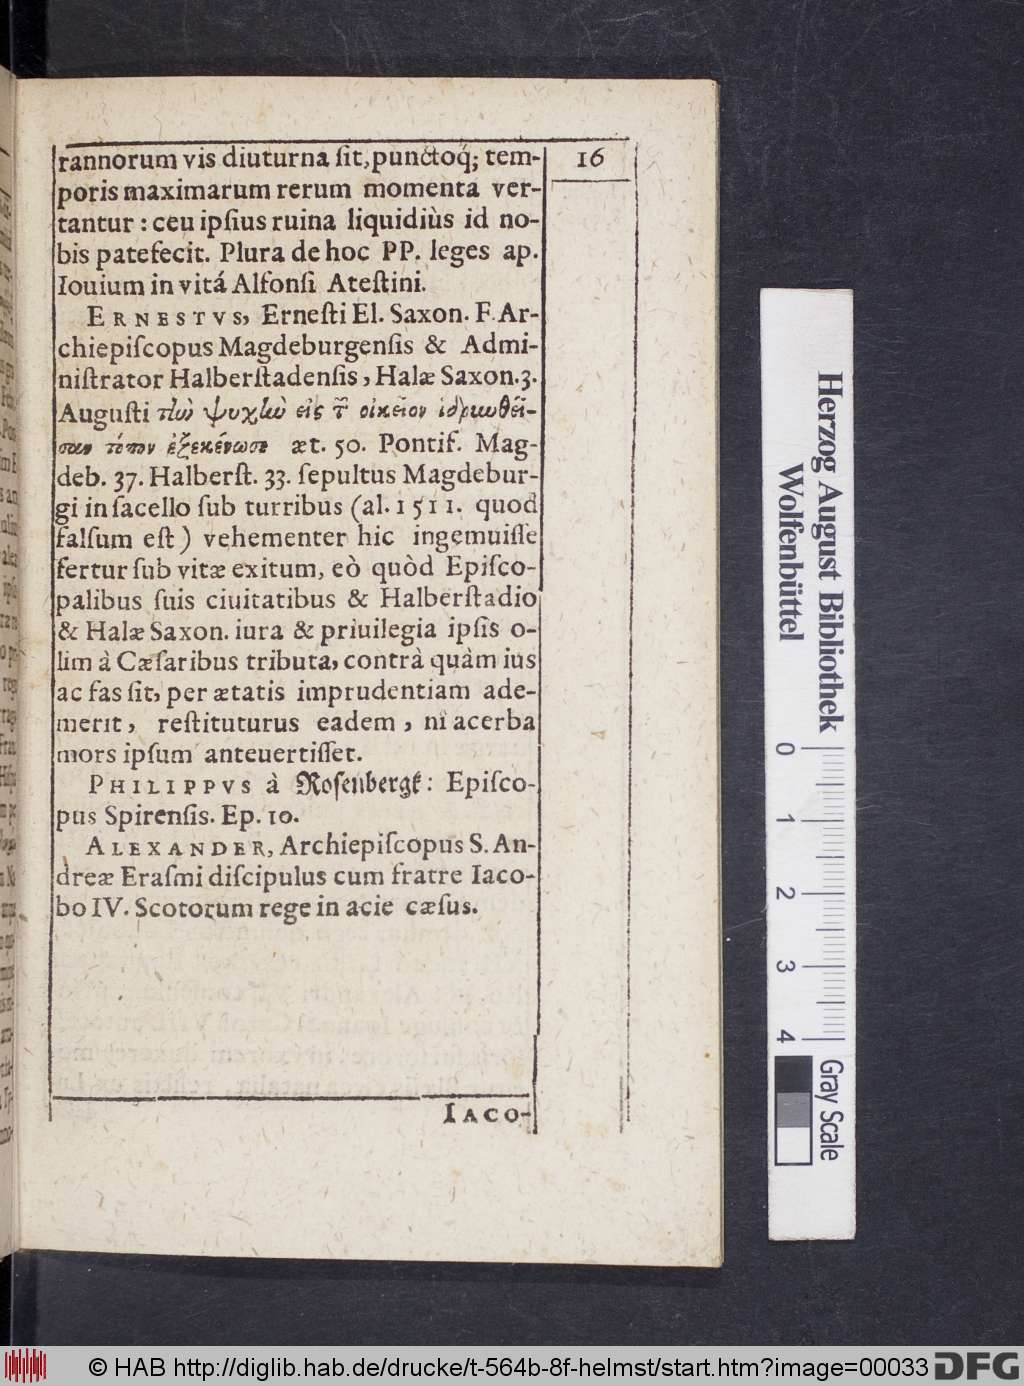 16
rannorum vis diuturna ſit, punctoq́; tem-
poris maximarum rerum momenta ver-
tantur : ceu ipſius ruina liquidiùs id no-
bis patefecit. Plura de hoc PP. leges ap.
Iouium in vitá Alfonſi Ateſtini.
ERNESTVS, Erneſti El. Saxon. F. Ar-
chiepiſcopus Magdeburgenſis & Admi-
niſtrator Halberſtadenſis, Halæ Saxon. 3.
Auguſti τὴν ψυχὴν εἰς τὸν οἰκεῖον
τόπον ἐξεκένωσε æt. 50. Pontif. Mag-
deb. 37. Halberſt. 33. ſepultus Magdebur-
gi in ſacello ſub turribus (al. 1511. quod
falſum eſt) vehementer hic ingemuiſſe
fertur ſub vitæ exitum, eò quòd Epiſco-
palibus ſuis ciuitatibus & Halberſtadio
& Halæ Saxon. iura & priuilegia ipſis o-
lim à Cæſaribus tributa, contrà quàm ius
ac fas ſit, per ætatis imprudentiam ade-
merit, reſtituturus eadem, ni acerba
mors ipſum anteuertiſſet.
PHILIPPVS à Roſenbergk: Epiſco-
pus Spirenſis. Ep. 10.
ALEXANDER, Archiepiſcopus S. An-
dreæ Eraſmi diſcipulus cum fratre Iaco-
bo IV. Scotorum rege in acie cæſus.
IACO-
Herzog August Bibliothek
Wolfenbüttel
0 1 2 3 4
Gray Scale
© HAB http://diglib.hab.de/drucke/t-564b-8f-helmst/start.htm?image=00033
DFG